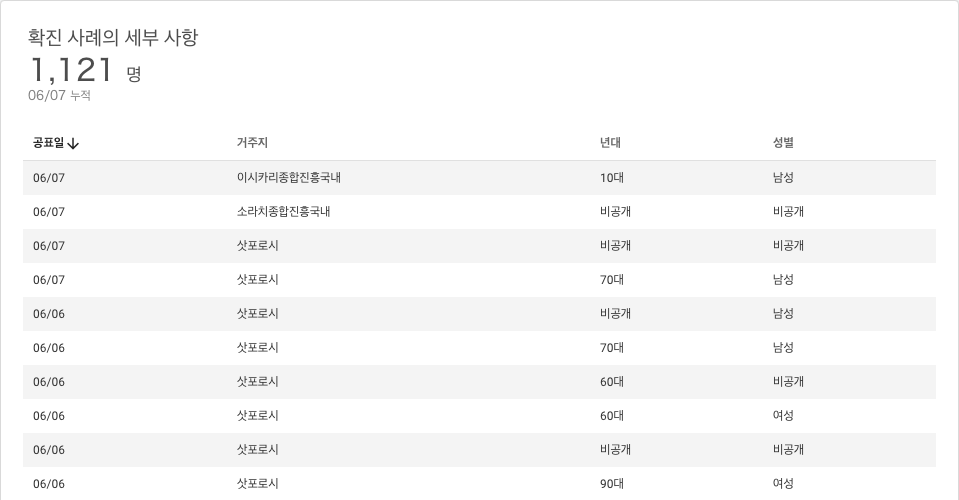 확진 사례의 세부 사항
1,121 명
06/07 누적
공표일↓ 거주지 년대 성별
06/07 이시카리종합진흥국내 10대 남성
06/07 소라치종합진흥국내 비공개 비공개
06/07 삿포로시 비공개 비공개
06/07 삿포로시 70대 남성
06/06 삿포로시 비공개 남성
06/06 삿포로시 70대 남성
06/06 삿포로시 60대 비공개
06/06 삿포로시 60대 여성
06/06 삿포로시 비공개 비공개
06/06 삿포로시 90대 여성